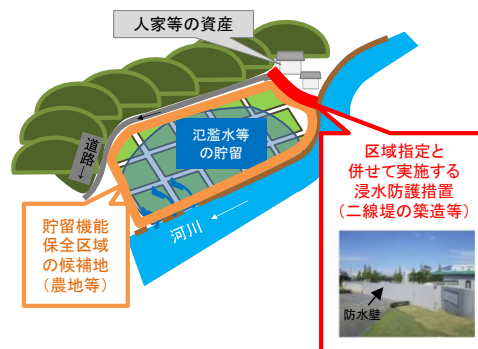 人家等の資産
道路→
氾濫水等
の貯留
河川
貯留機能
保全区域
の候補地
(農地等)
区域指定と
併せて実施する
浸水防護措置
(二線堤の築造等)
防水壁